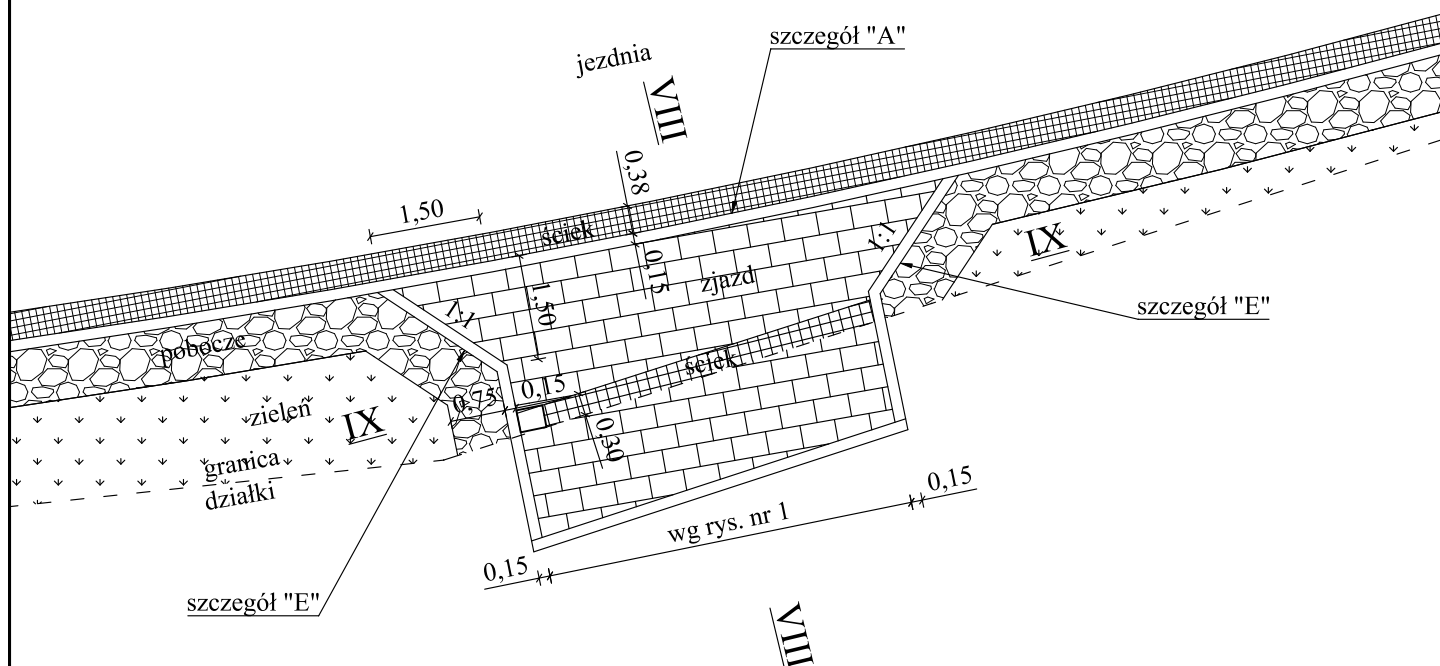 szczegół "A"
jezdnia
VIII
0,38
1,50
ściek
1:1
0,15
zjazd
IX
1,50
1:1
szczegół "E"
pobocze
ściek
0,15
0,75
zieleń
IX
0,30
granica
działki
0,15
wg rys. nr 1
0,15
szczegół "E"
VIII